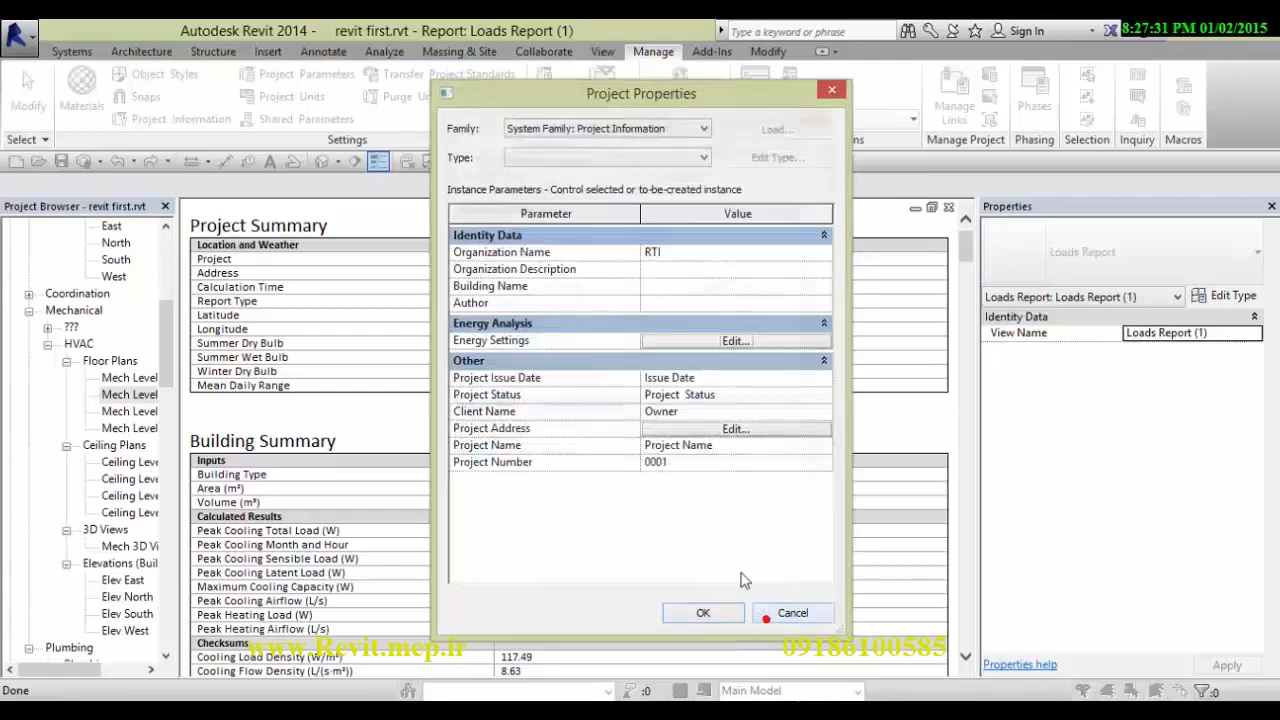 Autodesk Revit 2014 - revit first.rvt - Report: Loads Report (1)
Type a keyword or phrase
Sign In
8:27:31 PM 01/02/2015
Systems Architecture Structure Insert Annotate Analyze Massing & Site Collaborate View Manage Add-Ins Modify
Modify
Materials
Object Styles
Snaps
Project Information
Project Parameters
Project Units
Shared Parameters
Transfer Project Standards
Purge
Manage Links
Phases
Select
Settings
Manage Project
Phasing
Selection
Inquiry
Macros
Project Browser - revit first.rvt
East
North
South
West
Coordination
Mechanical
???
HVAC
Floor Plans
Mech Level
Mech Level
Mech Level
Mech Level
Ceiling Plans
Ceiling Leve
Ceiling Leve
Ceiling Leve
Ceiling Leve
3D Views
Mech 3D Vi
Elevations (Buil
Elev East
Elev North
Elev South
Elev West
Plumbing
Project Summary
Location and Weather
Project
Address
Calculation Time
Report Type
Latitude
Longitude
Summer Dry Bulb
Summer Wet Bulb
Winter Dry Bulb
Mean Daily Range
Building Summary
Inputs
Building Type
Area (m²)
Volume (m³)
Calculated Results
Peak Cooling Total Load (W)
Peak Cooling Month and Hour
Peak Cooling Sensible Load (W)
Peak Cooling Latent Load (W)
Maximum Cooling Capacity (W)
Peak Cooling Airflow (L/s)
Peak Heating Load (W)
Peak Heating Airflow (L/s)
Checksums
Cooling Load Density (W/m²) 117.49
Cooling Flow Density (L/(s·m²)) 8.63
Project Properties
Family: System Family: Project Information Load...
Type: Edit Type...
Instance Parameters - Control selected or to-be-created instance
Parameter Value
Identity Data
Organization Name RTI
Organization Description
Building Name
Author
Energy Analysis
Energy Settings Edit...
Other
Project Issue Date Issue Date
Project Status Project Status
Client Name Owner
Project Address Edit...
Project Name Project Name
Project Number 0001
OK Cancel
Properties
Loads Report
Loads Report: Loads Report (1) Edit Type
Identity Data
View Name Loads Report (1)
Properties help Apply
www.Revit.mep.ir 09186100585
Done :0 Main Model :0